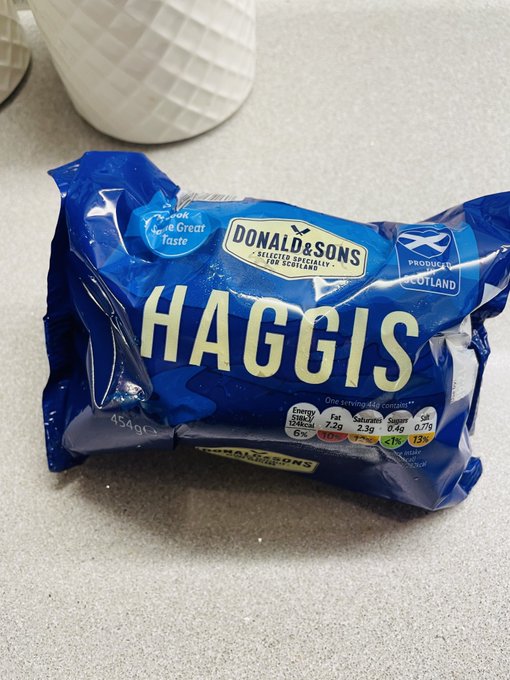 Great
Taste
DONALD&SONS
· SELECTED SPECIALLY ·
FOR SCOTLAND
PRODUCED
SCOTLAND
HAGGIS
One serving 44g contains**
Energy Fat Saturates Sugars Salt
518kJ 7.2g 2.3g 0.4g 0.77g
124kcal
6% 10% <1% 13%
454g℮
DONALD&SONS